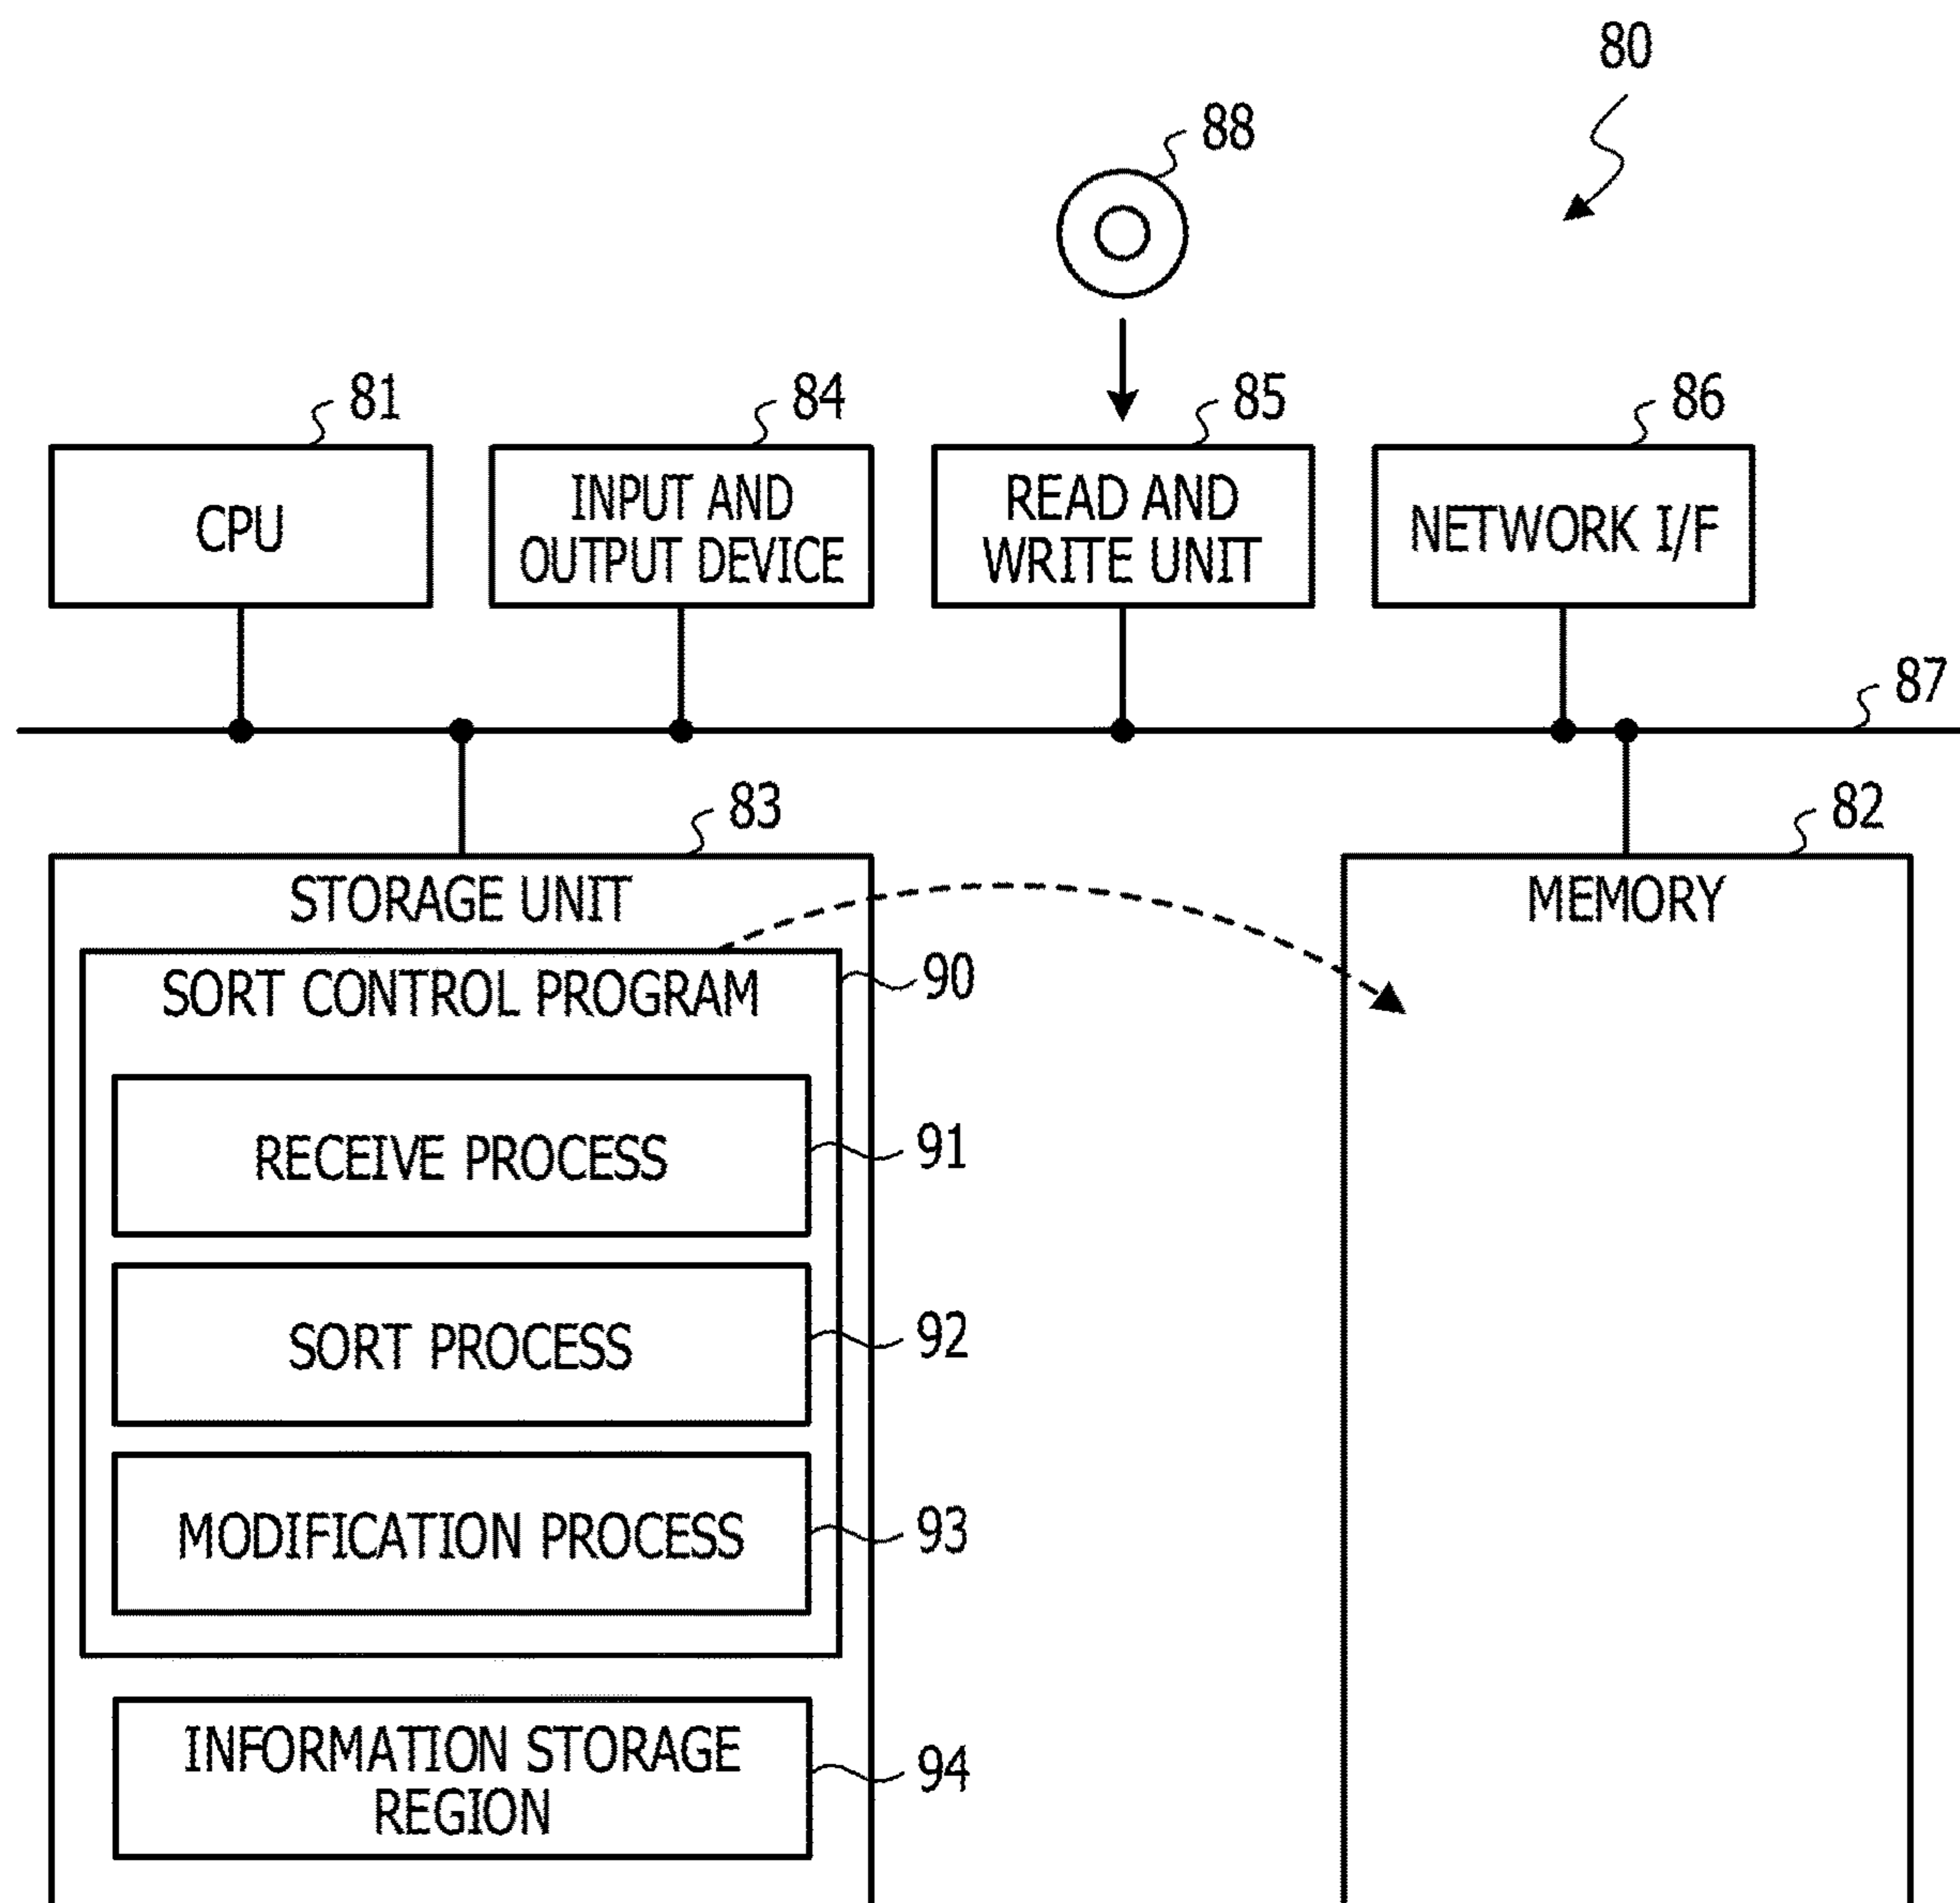 80
88
81
84
85
86
CPU
INPUT AND
OUTPUT DEVICE
READ AND
WRITE UNIT
NETWORK I/F
87
83
82
STORAGE UNIT
MEMORY
SORT CONTROL PROGRAM
90
RECEIVE PROCESS
91
SORT PROCESS
92
MODIFICATION PROCESS
93
INFORMATION STORAGE
REGION
94